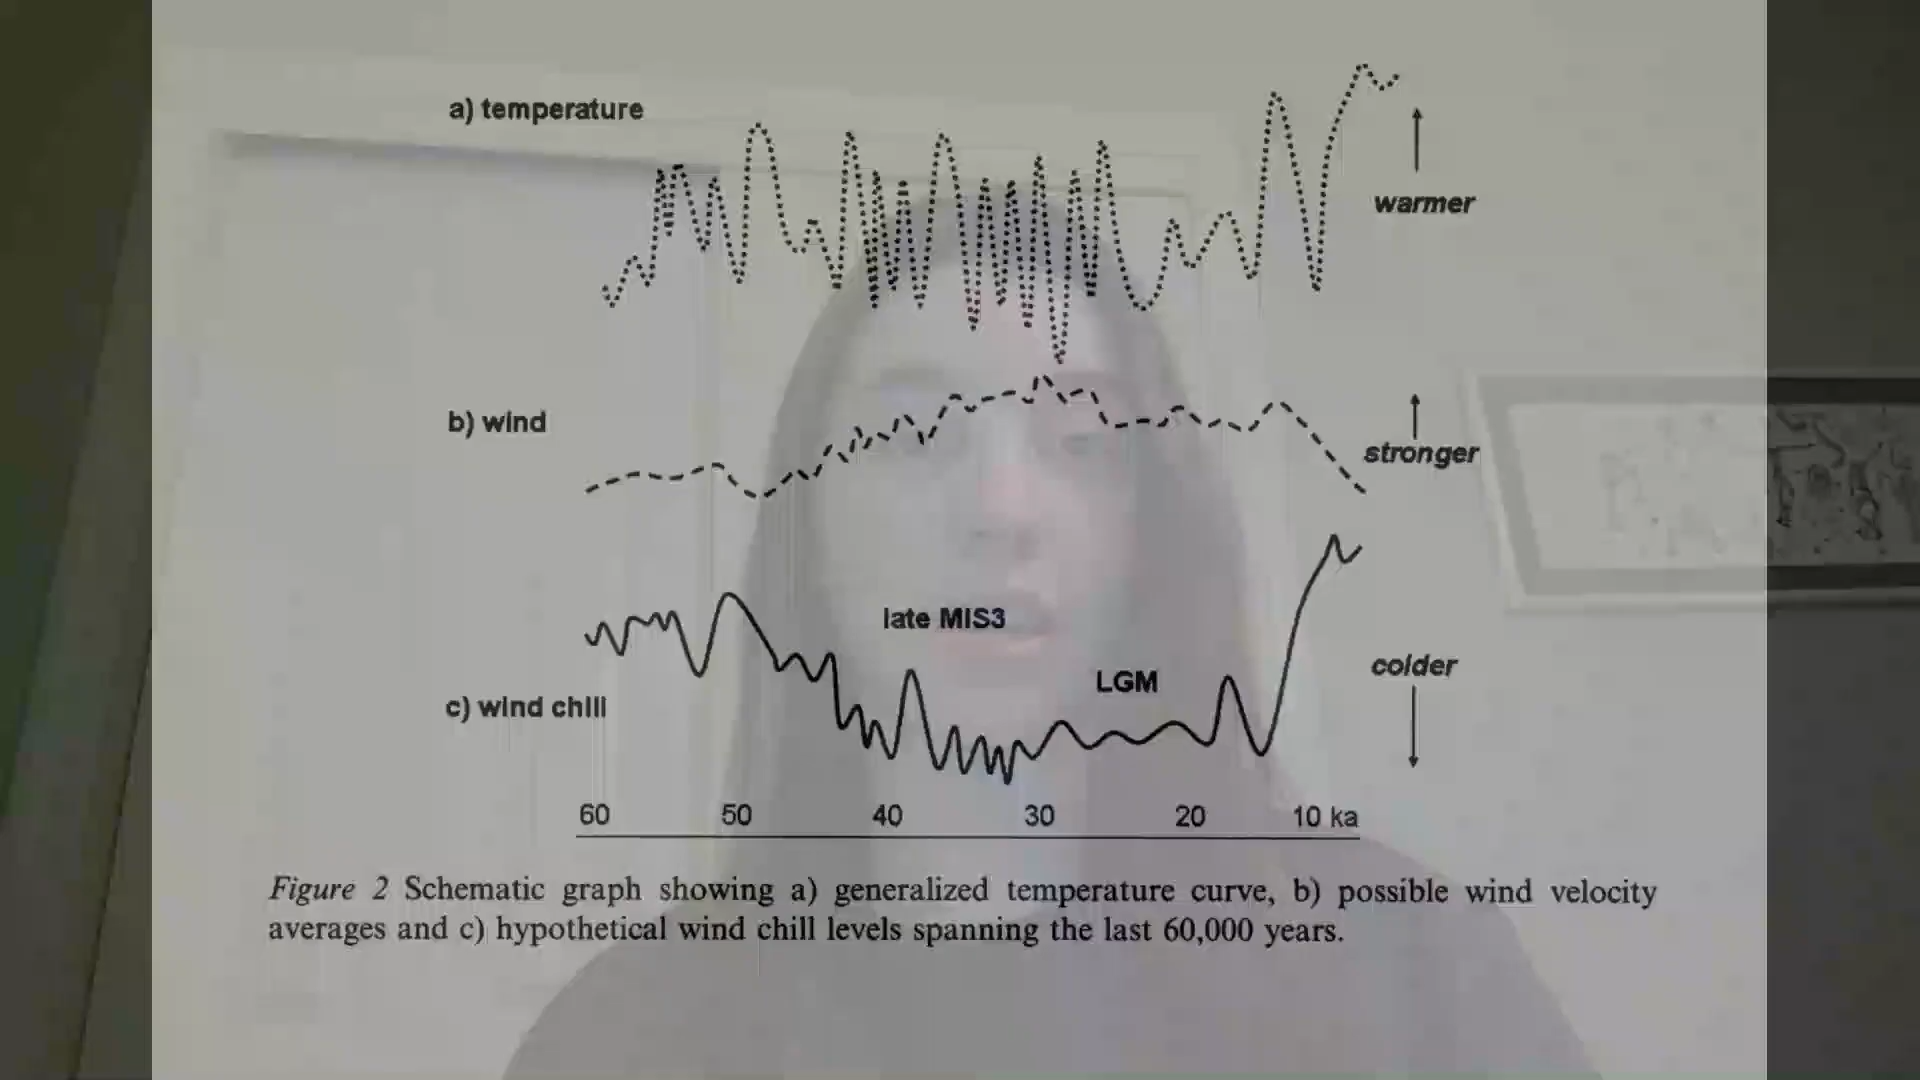 a) temperature
warmer
b) wind
stronger
late MIS3
LGM
colder
c) wind chill
60 50 40 30 20 10 ka
Figure 2 Schematic graph showing a) generalized temperature curve, b) possible wind velocity
averages and c) hypothetical wind chill levels spanning the last 60,000 years.